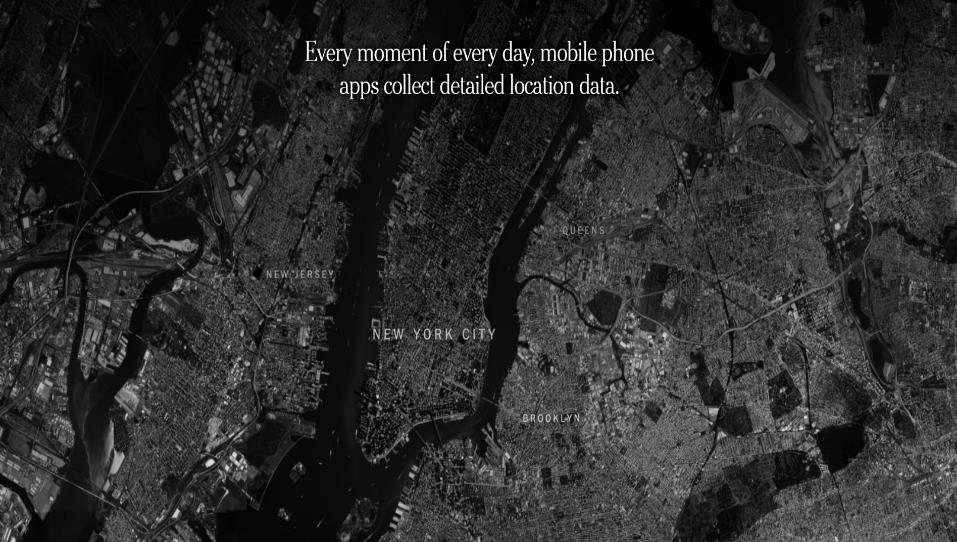 Every moment of every day, mobile phone
apps collect detailed location data.
QUEENS
NEW JERSEY
NEW YORK CITY
BROOKLYN